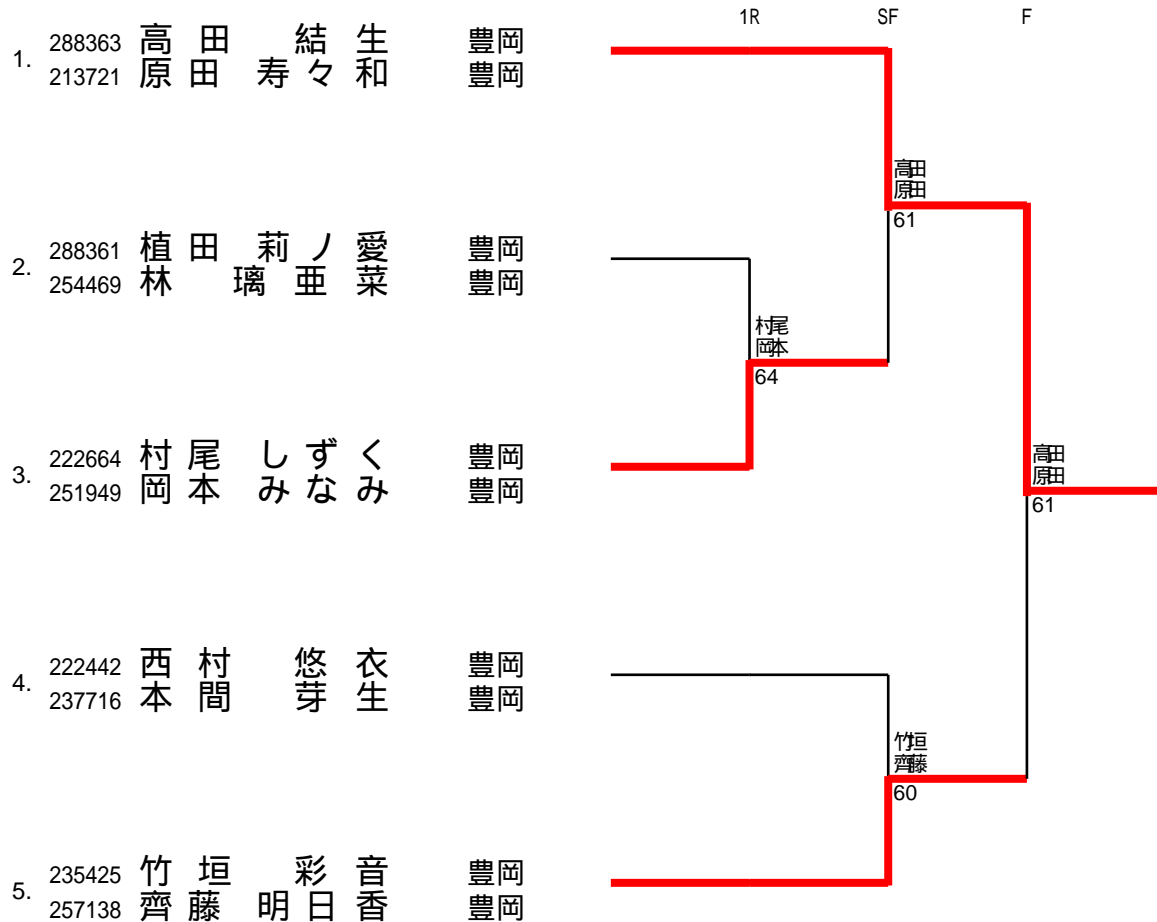 1R SF F
1. 288363 高田 結生 豊岡
213721 原田 寿々和 豊岡
高田
原田
61
2. 288361 植田 莉ノ愛 豊岡
254469 林 璃亜菜 豊岡
村尾
岡本
64
3. 222664 村尾 しずく 豊岡
251949 岡本 みなみ 豊岡
高田
原田
61
4. 222442 西村 悠衣 豊岡
237716 本間 芽生 豊岡
竹垣
齊藤
60
5. 235425 竹垣 彩音 豊岡
257138 齊藤 明日香 豊岡